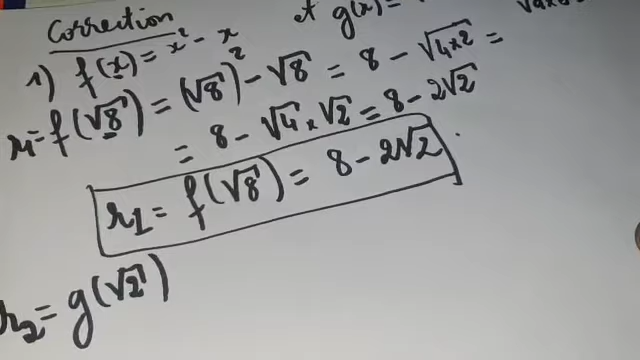 Correction
1) f(x) = x² - x et g(x) =
r1 = f(√8) = (√8)² - √8 = 8 - √4×2 =
= 8 - √4 × √2 = 8 - 2√2
r1 = f(√8) = 8 - 2√2
r2 = g(√2)